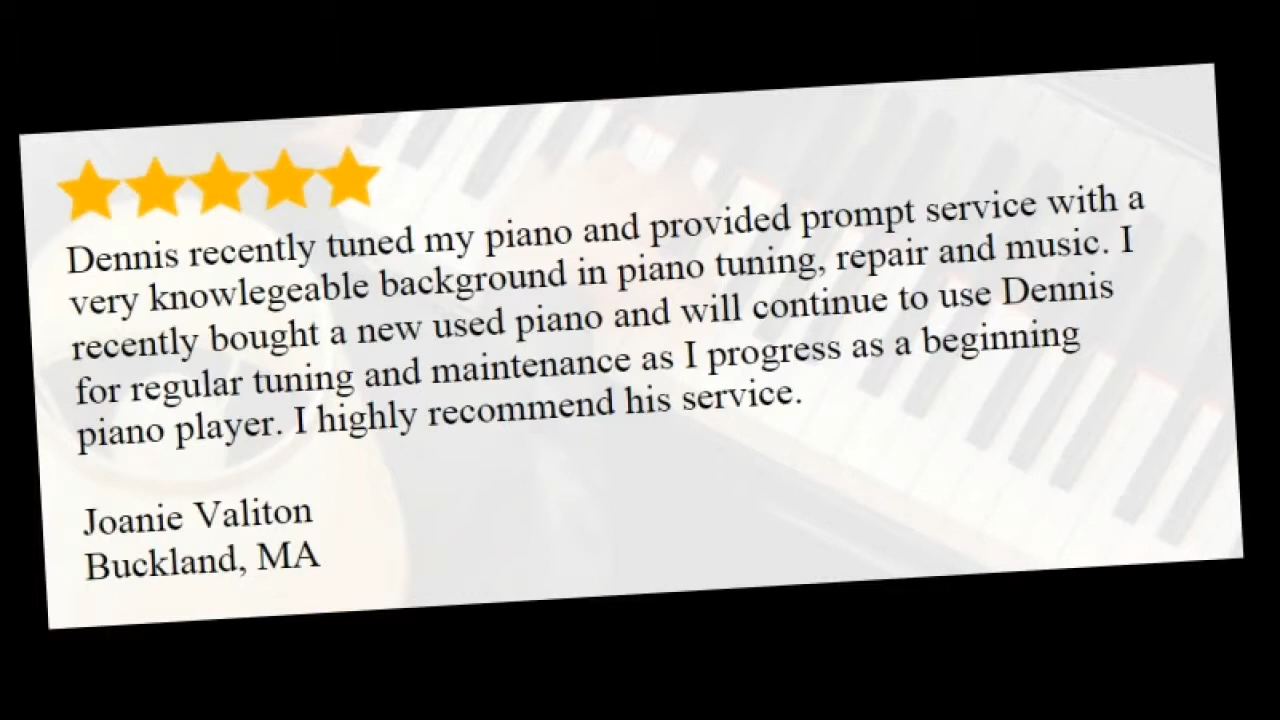 Dennis recently tuned my piano and provided prompt service with a
very knowlegeable background in piano tuning, repair and music. I
recently bought a new used piano and will continue to use Dennis
for regular tuning and maintenance as I progress as a beginning
piano player. I highly recommend his service.
Joanie Valiton
Buckland, MA